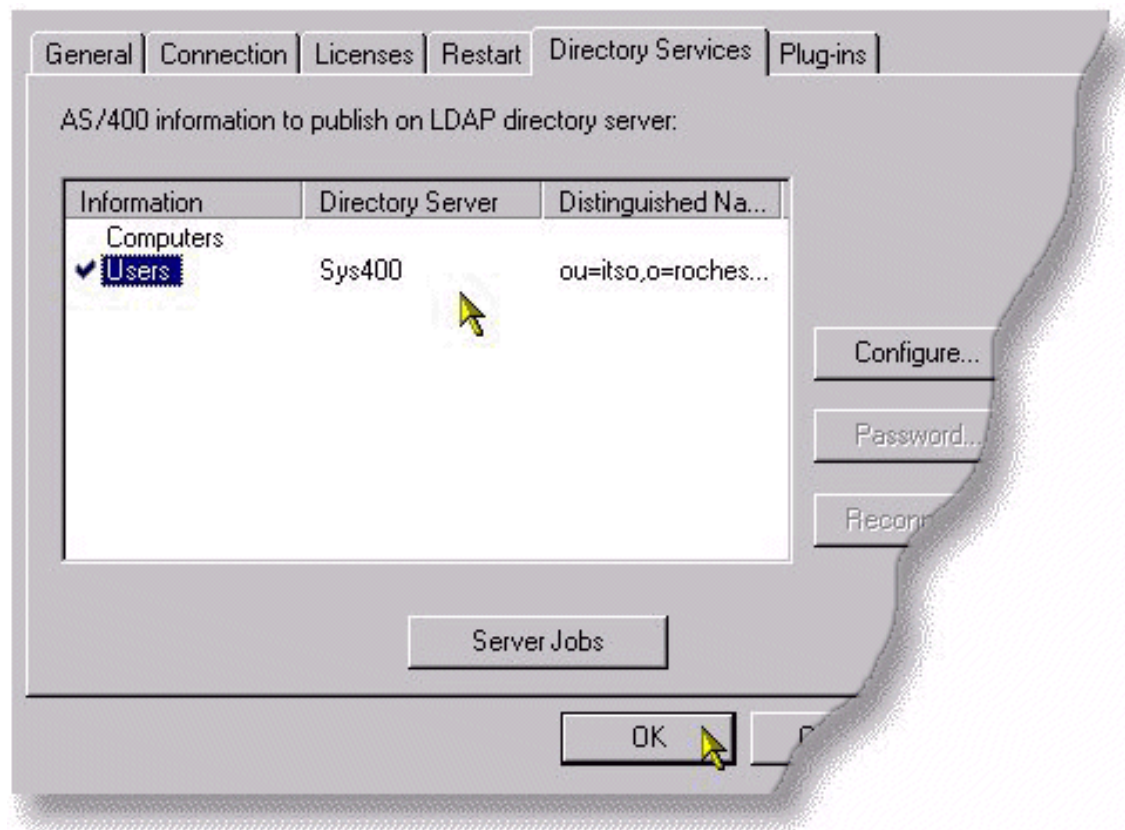 General Connection Licenses Restart Directory Services Plug-ins
AS/400 information to publish on LDAP directory server:
Information Directory Server Distinguished Na...
Computers
Users Sys400 ou=itso,o=roches...
Configure...
Password...
Server Jobs
OK